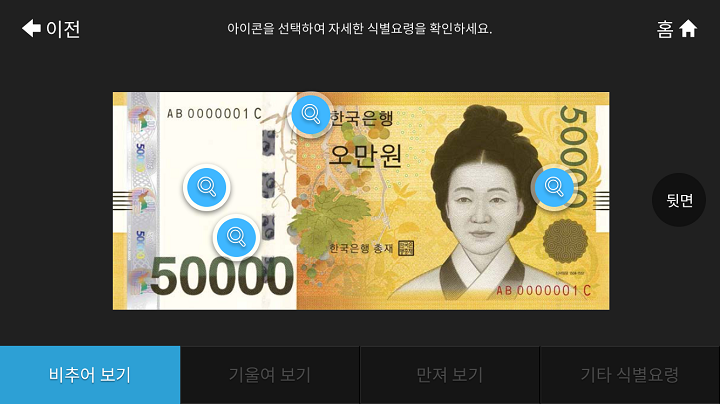 이전
아이콘을 선택하여 자세한 식별요령을 확인하세요.
홈
AB 0000001 C
한국은행
오만원
50000
한국은행 총재
50000
AB 0000001 C
뒷면
비추어 보기
기울여 보기
만져 보기
기타 식별요령